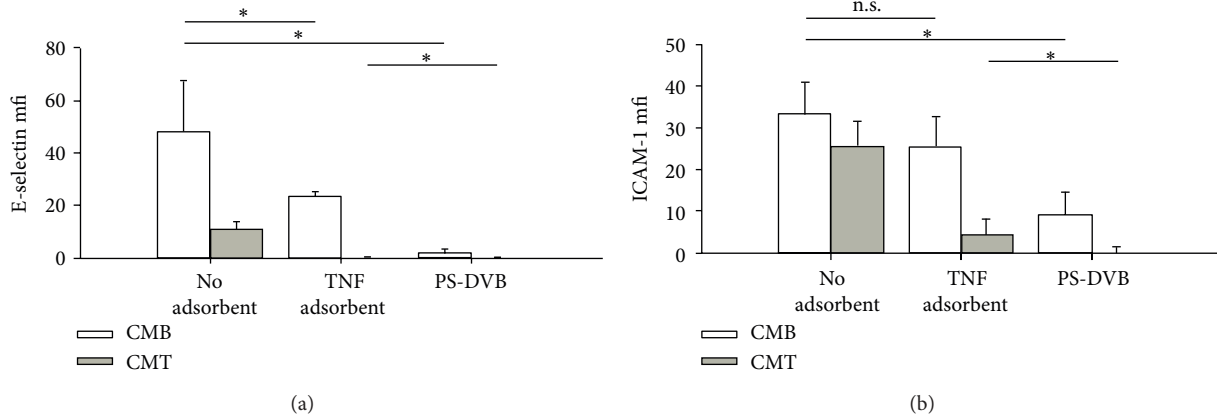 *
*
*
80
60
40
20
0
E-selectin mfi
No
adsorbent
TNF
adsorbent
PS-DVB
CMB
CMT
(a)
n.s.
*
*
50
40
30
20
10
0
ICAM-1 mfi
No
adsorbent
TNF
adsorbent
PS-DVB
CMB
CMT
(b)